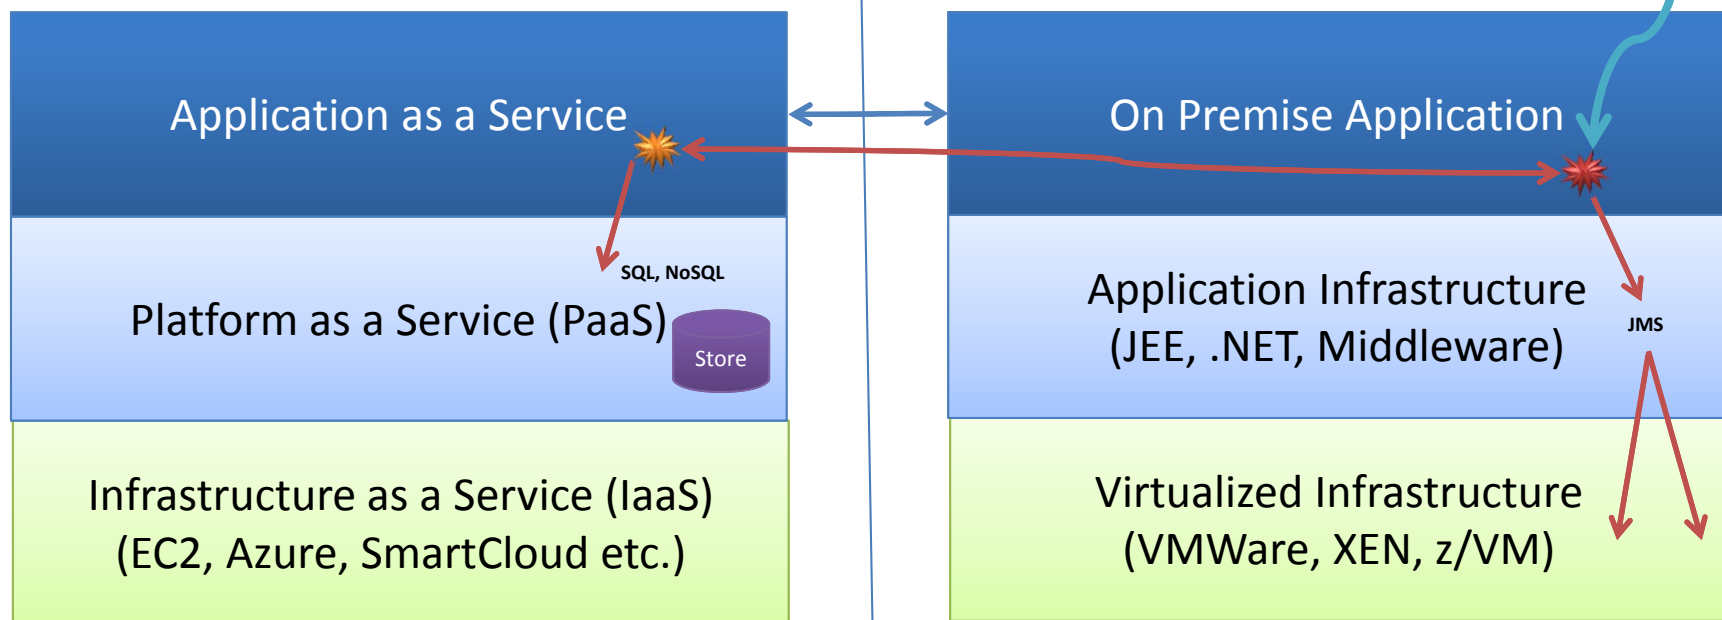 Application as a Service
SQL, NoSQL
Platform as a Service (PaaS)
Store
Infrastructure as a Service (IaaS)
(EC2, Azure, SmartCloud etc.)
On Premise Application
Application Infrastructure
(JEE, .NET, Middleware)
JMS
Virtualized Infrastructure
(VMWare, XEN, z/VM)